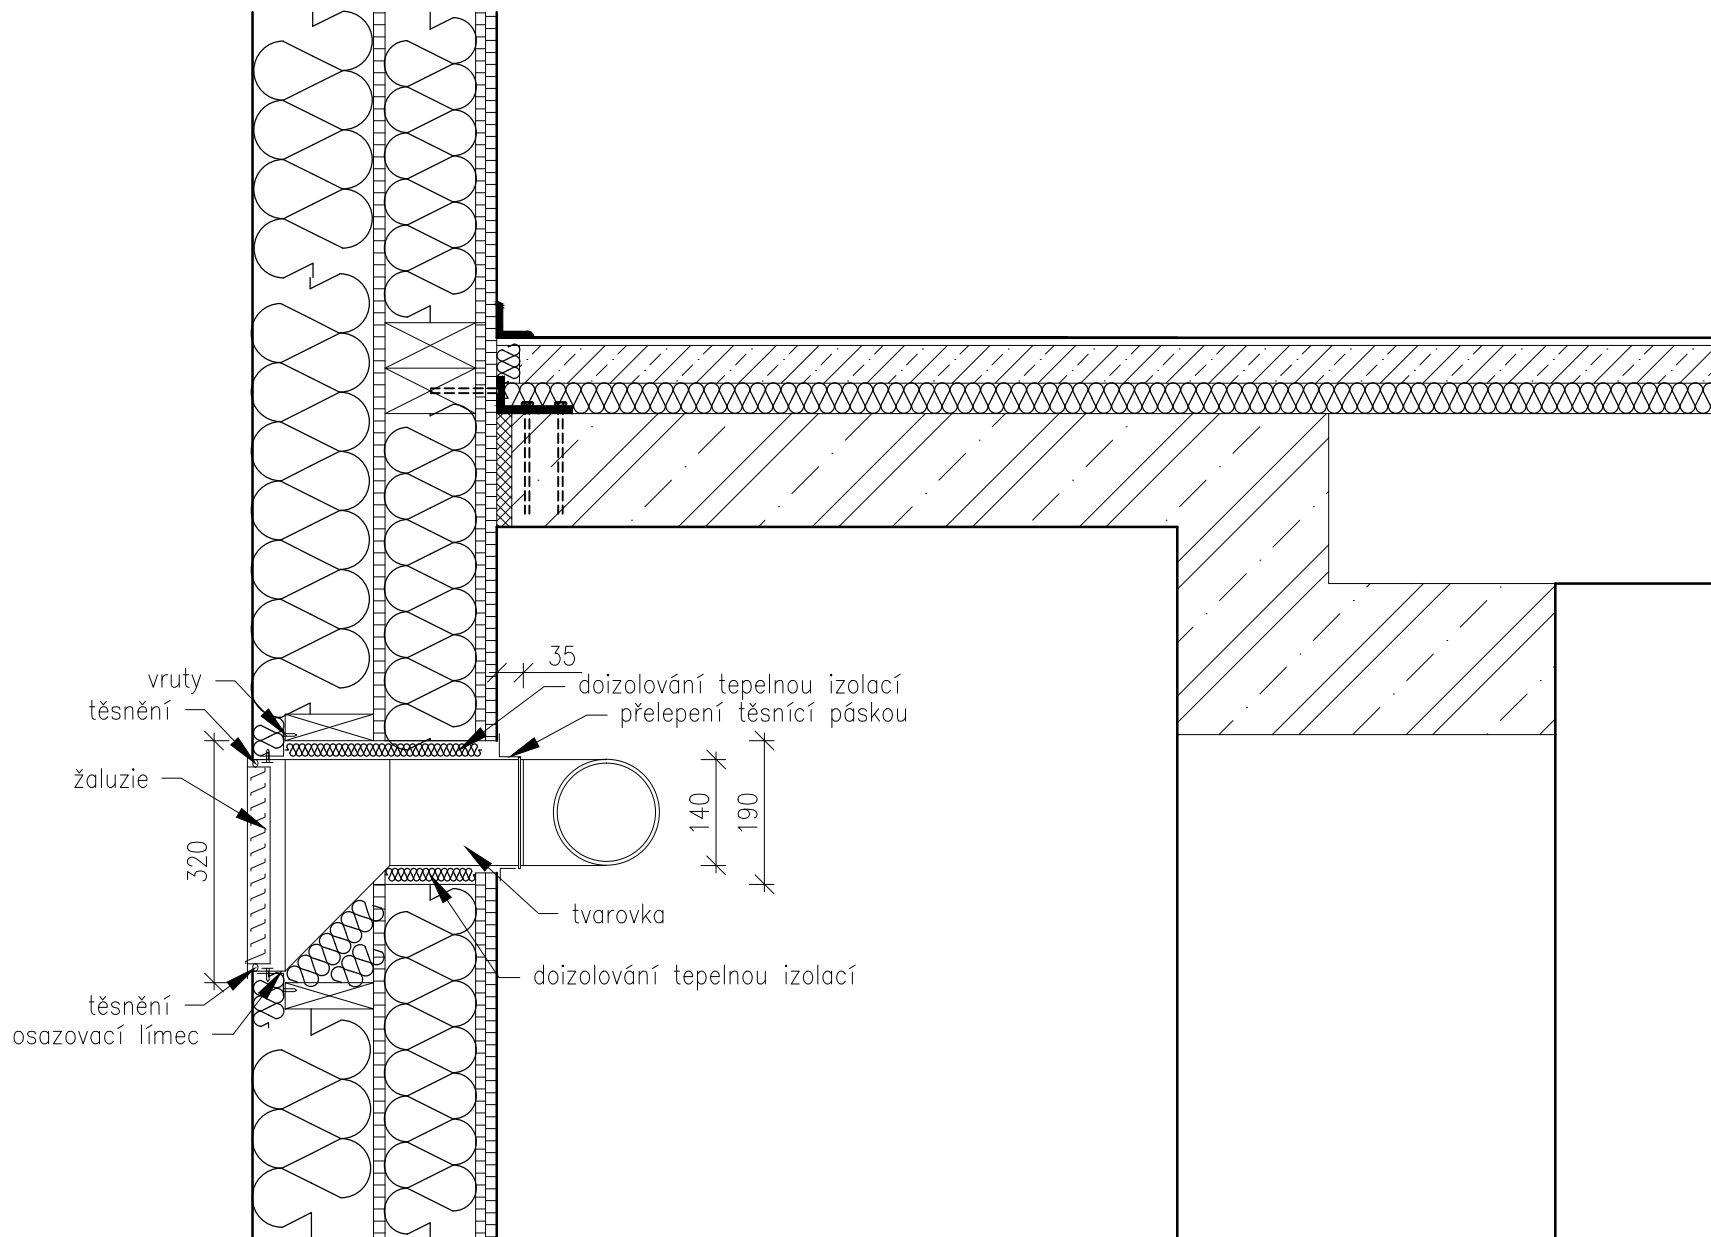 35
vruty
doizolování tepelnou izolací
těsnění
přelepení těsnící páskou
žaluzie
320
140
190
tvarovka
doizolování tepelnou izolací
těsnění
osazovací límec